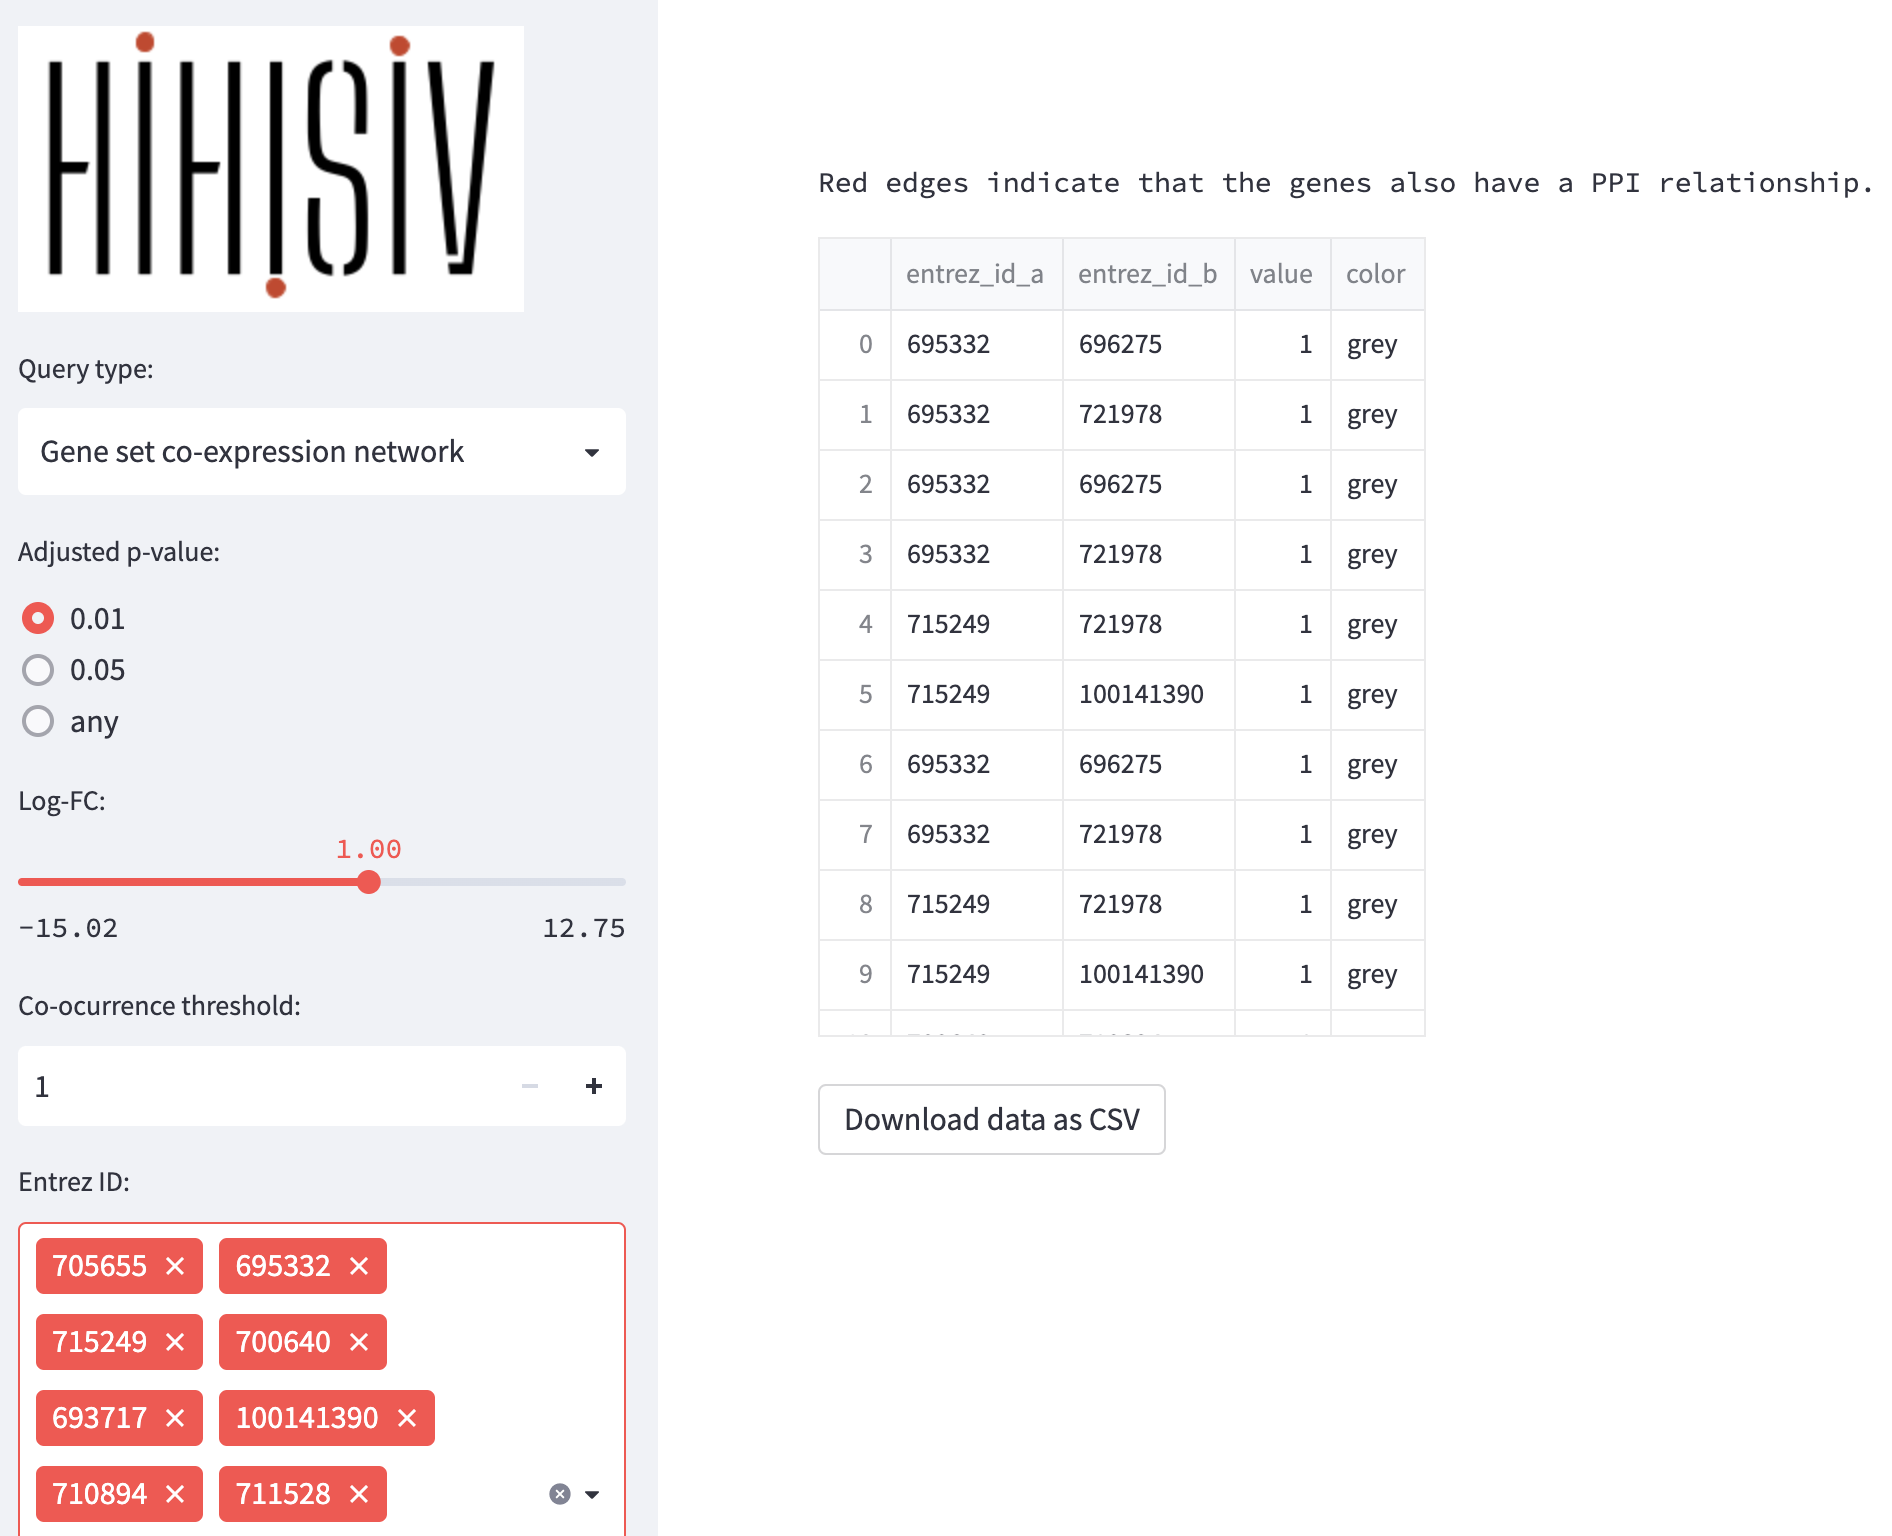 HIHISIV
Query type:
Gene set co-expression network
Adjusted p-value:
0.01
0.05
any
Log-FC:
1.00
-15.02 12.75
Co-ocurrence threshold:
1
Entrez ID:
705655 695332
715249 700640
693717 100141390
710894 711528
Red edges indicate that the genes also have a PPI relationship.
entrez_id_a entrez_id_b value color
0 695332 696275 1 grey
1 695332 721978 1 grey
2 695332 696275 1 grey
3 695332 721978 1 grey
4 715249 721978 1 grey
5 715249 100141390 1 grey
6 695332 696275 1 grey
7 695332 721978 1 grey
8 715249 721978 1 grey
9 715249 100141390 1 grey
Download data as CSV